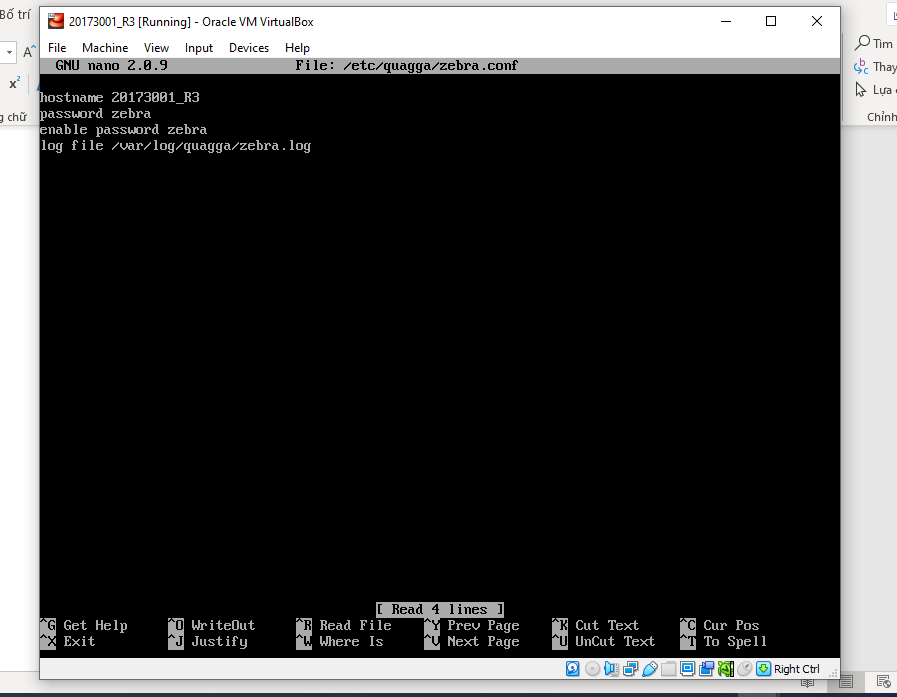 Bố trí
20173001_R3 [Running] - Oracle VM VirtualBox
File Machine View Input Devices Help
GNU nano 2.0.9 File: /etc/quagga/zebra.conf
hostname 20173001_R3
password zebra
enable password zebra
log file /var/log/quagga/zebra.log
[ Read 4 lines ]
^G Get Help ^O WriteOut ^R Read File ^Y Prev Page ^K Cut Text ^C Cur Pos
^X Exit ^J Justify ^W Where Is ^V Next Page ^U UnCut Text ^T To Spell
Right Ctrl
A
x²
g chữ
Tìm
Thay
Lựa
Chỉnh